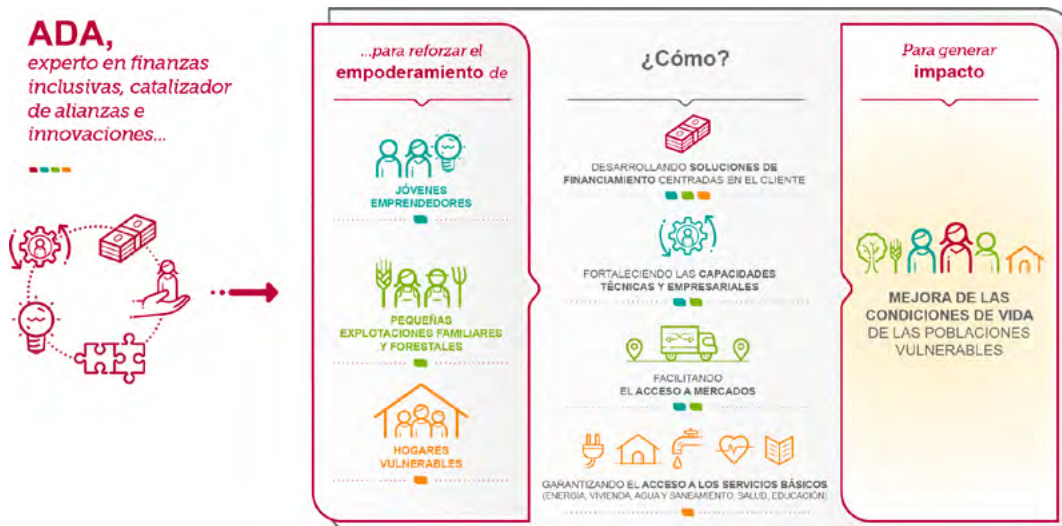 ADA,
experto en finanzas
inclusivas, catalizador
de alianzas e
innovaciones...
...para reforzar el
empoderamiento de
JÓVENES
EMPRENDEDORES
PEQUEÑAS
EXPLOTACIONES FAMILIARES
Y FORESTALES
HOGARES
VULNERABLES
¿Cómo?
DESARROLLANDO SOLUCIONES DE
FINANCIAMIENTO CENTRADAS EN EL CLIENTE
FORTALECIENDO LAS CAPACIDADES
TÉCNICAS Y EMPRESARIALES
FACILITANDO
EL ACCESO A MERCADOS
GARANTIZANDO EL ACCESO A LOS SERVICIOS BÁSICOS
(ENERGÍA, VIVIENDA, AGUA Y SANEAMIENTO, SALUD, EDUCACIÓN)
Para generar
impacto
MEJORA DE LAS
CONDICIONES DE VIDA
DE LAS POBLACIONES
VULNERABLES